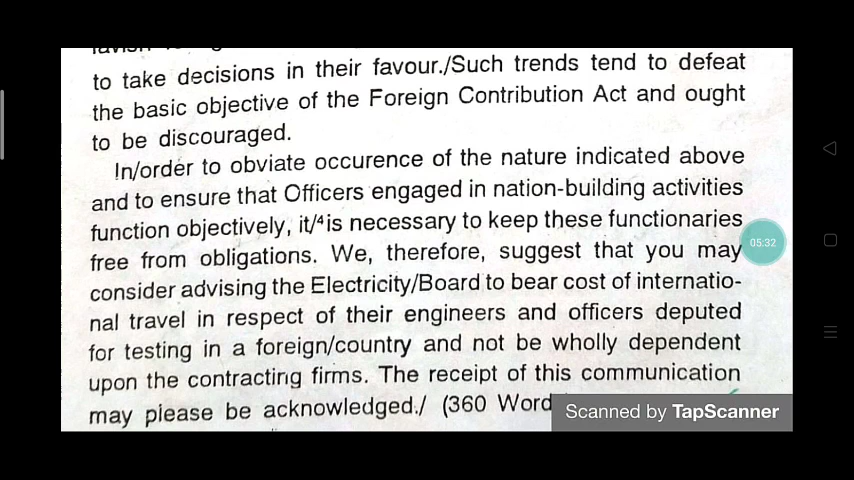 to take decisions in their favour./Such trends tend to defeat
the basic objective of the Foreign Contribution Act and ought
to be discouraged.
In/order to obviate occurence of the nature indicated above
and to ensure that Officers engaged in nation-building activities
function objectively, it/⁴is necessary to keep these functionaries
free from obligations. We, therefore, suggest that you may
consider advising the Electricity/Board to bear cost of internatio-
nal travel in respect of their engineers and officers deputed
for testing in a foreign/country and not be wholly dependent
upon the contracting firms. The receipt of this communication
may please be acknowledged./ (360 Word
05:32
Scanned by TapScanner